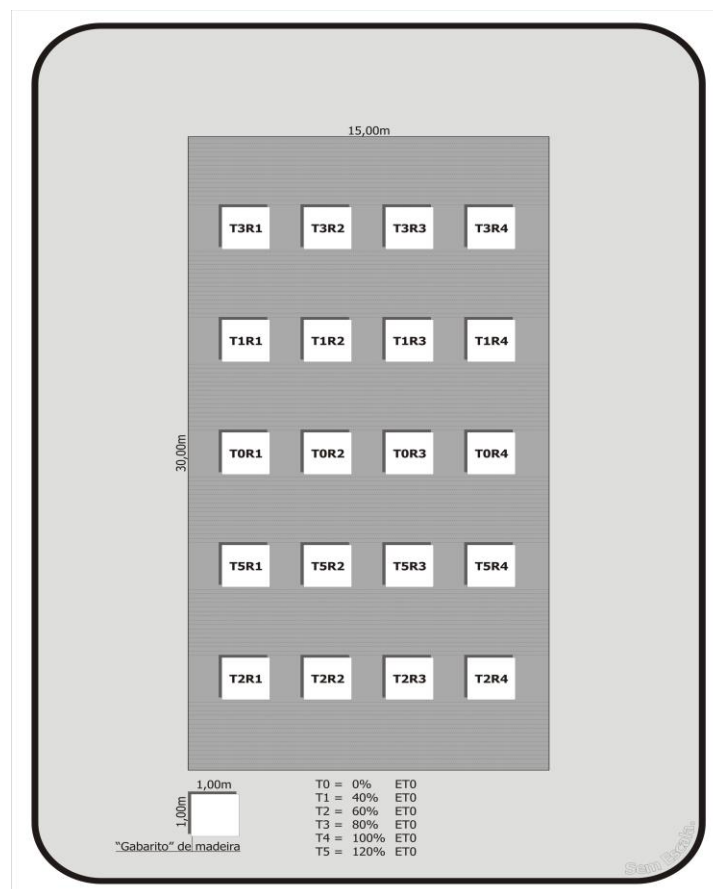 15,00m
T3R1 T3R2 T3R3 T3R4
T1R1 T1R2 T1R3 T1R4
30,00m
T0R1 T0R2 T0R3 T0R4
T5R1 T5R2 T5R3 T5R4
T2R1 T2R2 T2R3 T2R4
1,00m
1,00m
"Gabarito" de madeira
T0 = 0% ET0
T1 = 40% ET0
T2 = 60% ET0
T3 = 80% ET0
T4 = 100% ET0
T5 = 120% ET0
Sem Escala.